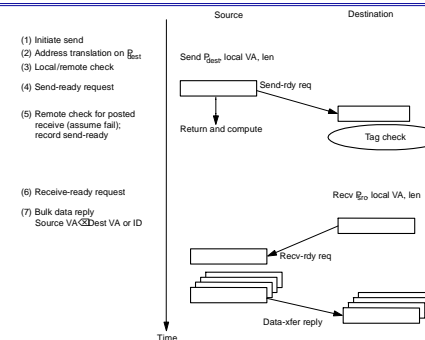 Source
Destination
(1) Initiate send
(2) Address translation on Pdest
(3) Local/remote check
Send Pdest, local VA, len
(4) Send-ready request
Send-rdy req
(5) Remote check for posted
receive (assume fail);
record send-ready
Return and compute
Tag check
(6) Receive-ready request
Recv Psrc, local VA, len
(7) Bulk data reply
Source VA Dest VA or ID
Recv-rdy req
Data-xfer reply
Time